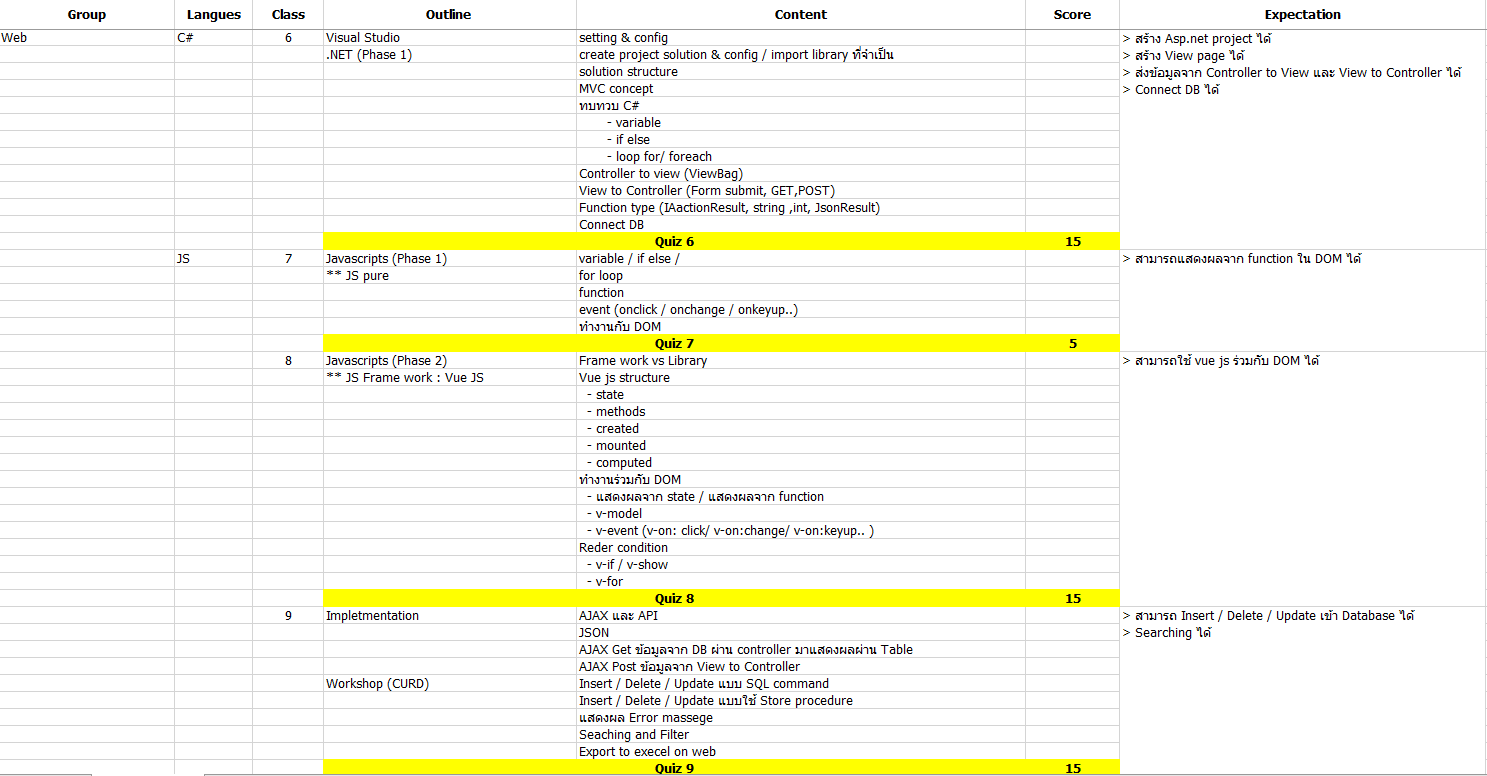 Group Langues Class Outline Content Score Expectation
Web C# 6 Visual Studio setting & config > สร้าง Asp.net project ได้
.NET (Phase 1) create project solution & config / import library ที่จำเป็น > สร้าง View page ได้
solution structure > ส่งข้อมูลจาก Controller to View และ View to Controller ได้
MVC concept > Connect DB ได้
ทบทวน C#
- variable
- if else
- loop for/ foreach
Controller to view (ViewBag)
View to Controller (Form submit, GET,POST)
Function type (IAactionResult, string ,int, JsonResult)
Connect DB
Quiz 6 15
JS 7 Javascripts (Phase 1) variable / if else / > สามารถแสดงผลจาก function ใน DOM ได้
** JS pure for loop
function
event (onclick / onchange / onkeyup..)
ทำงานกับ DOM
Quiz 7 5
8 Javascripts (Phase 2) Frame work vs Library > สามารถใช้ vue js ร่วมกับ DOM ได้
** JS Frame work : Vue JS Vue js structure
- state
- methods
- created
- mounted
- computed
ทำงานร่วมกับ DOM
- แสดงผลจาก state / แสดงผลจาก function
- v-model
- v-event (v-on: click/ v-on:change/ v-on:keyup.. )
Reder condition
- v-if / v-show
- v-for
Quiz 8 15
9 Impletmentation AJAX และ API > สามารถ Insert / Delete / Update เข้า Database ได้
JSON > Searching ได้
AJAX Get ข้อมูลจาก DB ผ่าน controller มาแสดงผลผ่าน Table
AJAX Post ข้อมูลจาก View to Controller
Workshop (CURD) Insert / Delete / Update แบบ SQL command
Insert / Delete / Update แบบใช้ Store procedure
แสดงผล Error massege
Seaching and Filter
Export to execel on web
Quiz 9 15